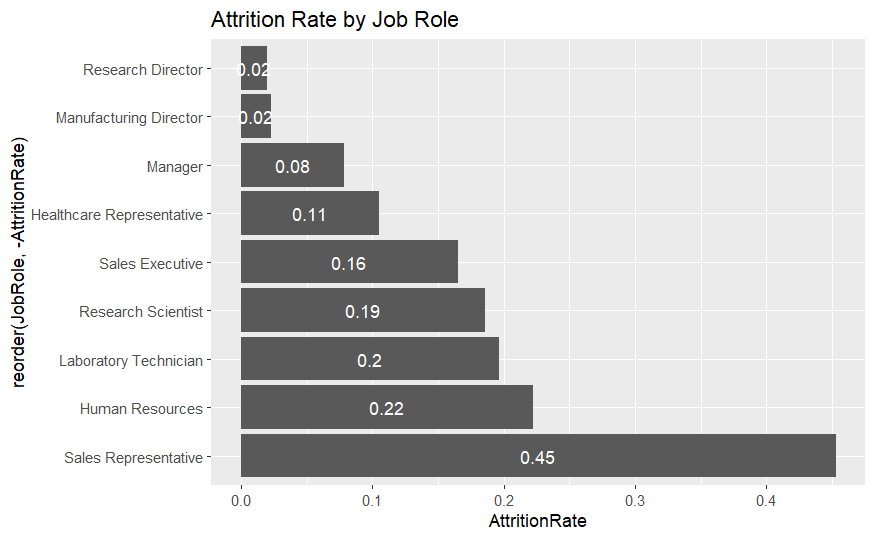 Attrition Rate by Job Role
reorder(JobRole, -AttritionRate)
Research Director 0.02
Manufacturing Director 0.02
Manager 0.08
Healthcare Representative 0.11
Sales Executive 0.16
Research Scientist 0.19
Laboratory Technician 0.2
Human Resources 0.22
Sales Representative 0.45
0.0 0.1 0.2 0.3 0.4
AttritionRate